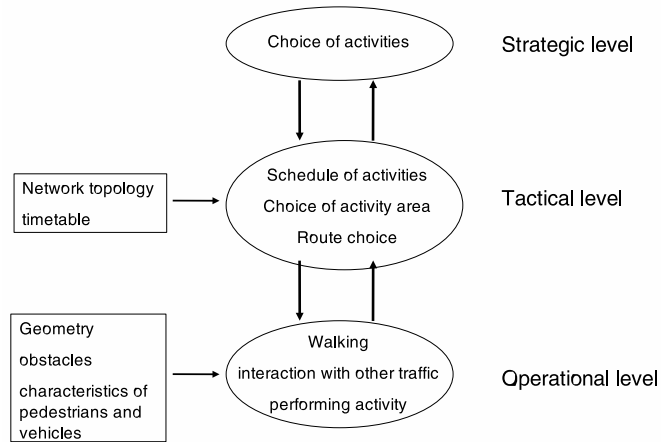 Choice of activities
Strategic level
Schedule of activities
Choice of activity area
Route choice
Network topology
timetable
Tactical level
Walking
interaction with other traffic
performing activity
Geometry
obstacles
characteristics of
pedestrians and
vehicles
Operational level